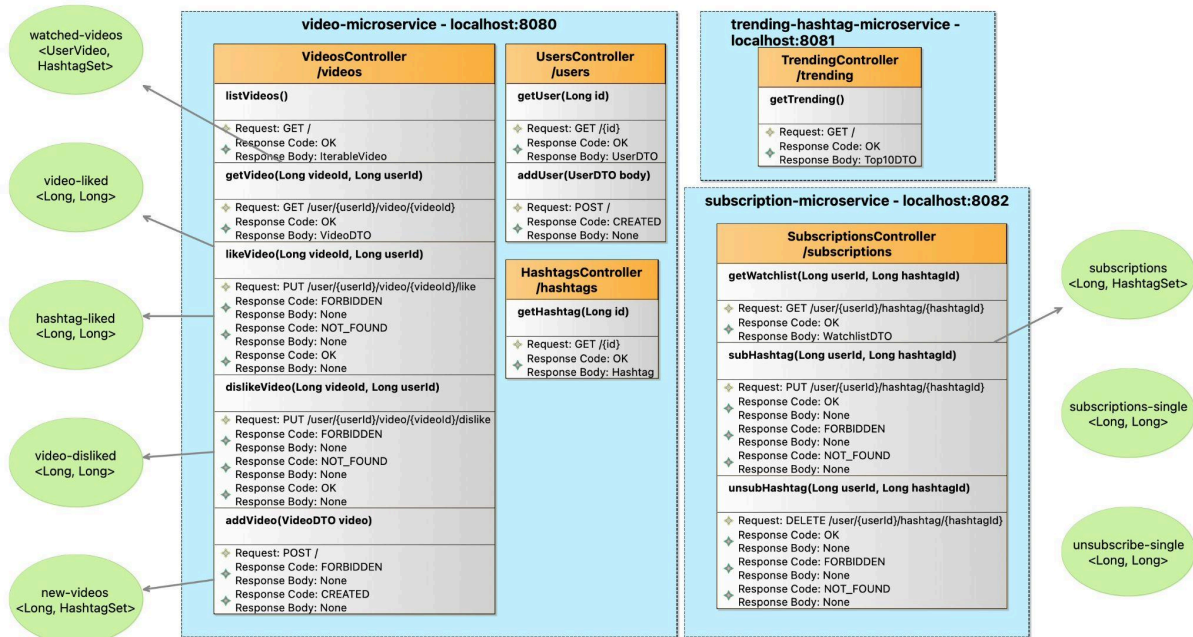 watched-videos
<UserVideo,
HashtagSet>
video-liked
<Long, Long>
hashtag-liked
<Long, Long>
video-disliked
<Long, Long>
new-videos
<Long, HashtagSet>
video-microservice - localhost:8080
VideosController
/videos
listVideos()
Request: GET /
Response Code: OK
Response Body: IterableVideo
getVideo(Long videoId, Long userId)
Request: GET /user/{userId}/video/{videoId}
Response Code: OK
Response Body: VideoDTO
likeVideo(Long videoId, Long userId)
Request: PUT /user/{userId}/video/{videoId}/like
Response Code: FORBIDDEN
Response Body: None
Response Code: NOT_FOUND
Response Body: None
Response Code: OK
Response Body: None
dislikeVideo(Long videoId, Long userId)
Request: PUT /user/{userId}/video/{videoId}/dislike
Response Code: FORBIDDEN
Response Body: None
Response Code: NOT_FOUND
Response Body: None
Response Code: OK
Response Body: None
addVideo(VideoDTO video)
Request: POST /
Response Code: FORBIDDEN
Response Body: None
Response Code: CREATED
Response Body: None
UsersController
/users
getUser(Long id)
Request: GET /{id}
Response Code: OK
Response Body: UserDTO
addUser(UserDTO body)
Request: POST /
Response Code: CREATED
Response Body: None
HashtagsController
/hashtags
getHashtag(Long id)
Request: GET /{id}
Response Code: OK
Response Body: Hashtag
trending-hashtag-microservice -
localhost:8081
TrendingController
/trending
getTrending()
Request: GET /
Response Code: OK
Response Body: Top10DTO
subscription-microservice - localhost:8082
SubscriptionsController
/subscriptions
getWatchlist(Long userId, Long hashtagId)
Request: GET /user/{userId}/hashtag/{hashtagId}
Response Code: OK
Response Body: WatchlistDTO
subHashtag(Long userId, Long hashtagId)
Request: PUT /user/{userId}/hashtag/{hashtagId}
Response Code: OK
Response Body: None
Response Code: FORBIDDEN
Response Body: None
Response Code: NOT_FOUND
Response Body: None
unsubHashtag(Long userId, Long hashtagId)
Request: DELETE /user/{userId}/hashtag/{hashtagId}
Response Code: OK
Response Body: None
Response Code: FORBIDDEN
Response Body: None
Response Code: NOT_FOUND
Response Body: None
subscriptions
<Long, HashtagSet>
subscriptions-single
<Long, Long>
unsubscribe-single
<Long, Long>